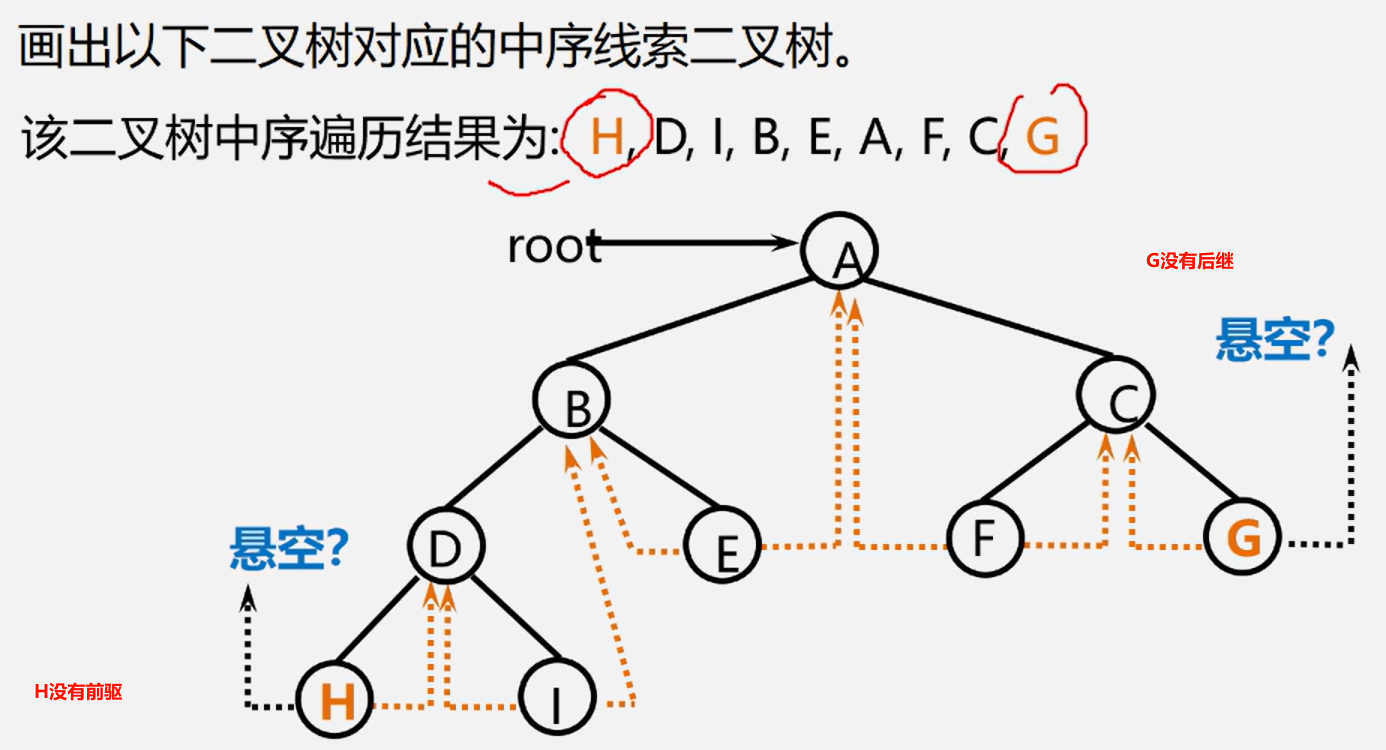 画出以下二叉树对应的中序线索二叉树。
该二叉树中序遍历结果为: H, D, I, B, E, A, F, C, G
root
A
G没有后继
悬空?
B
C
悬空?
D
E
F
G
H没有前驱
H
I